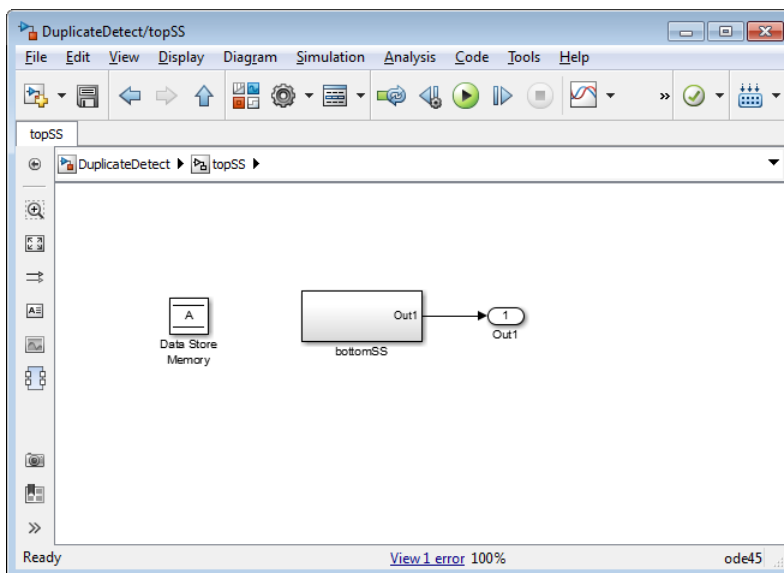 DuplicateDetect/topSS
File Edit View Display Diagram Simulation Analysis Code Tools Help
»
topSS
DuplicateDetect topSS
A
Data Store
Memory
Out1
bottomSS
1
Out1
Ready View 1 error 100% ode45